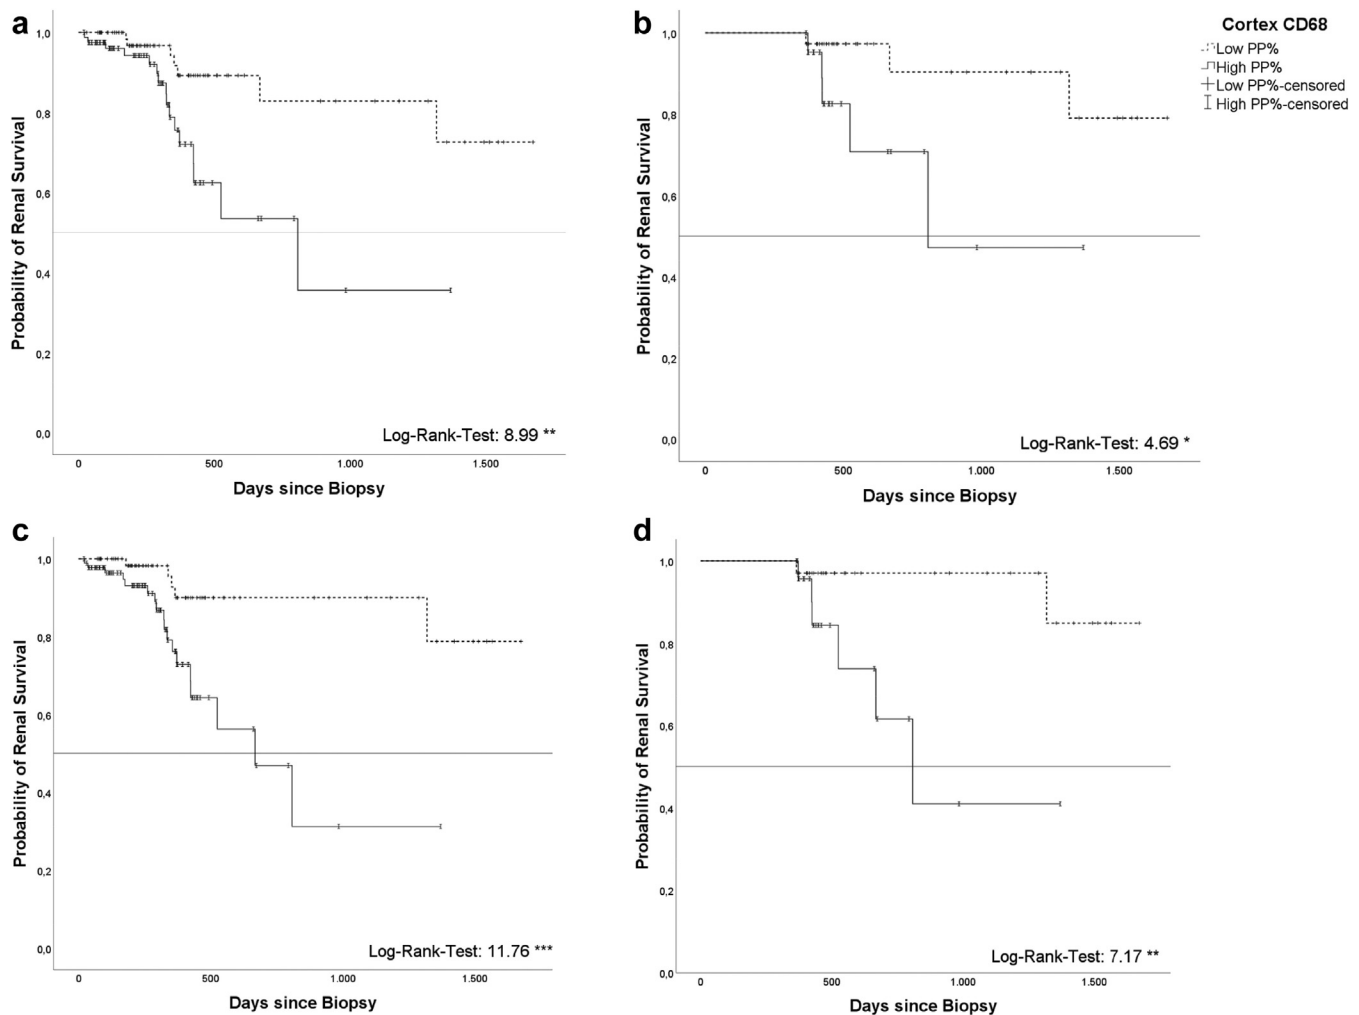 a
1,0
0,8
0,6
0,4
0,2
0,0
Probability of Renal Survival
Log-Rank-Test: 8.99 **
0 500 1.000 1.500
Days since Biopsy
b
1,0
0,8
0,6
0,4
0,2
0,0
Probability of Renal Survival
Log-Rank-Test: 4.69 *
0 500 1.000 1.500
Days since Biopsy
Cortex CD68
Low PP%
High PP%
Low PP%-censored
High PP%-censored
c
1,0
0,8
0,6
0,4
0,2
0,0
Probability of Renal Survival
Log-Rank-Test: 11.76 ***
0 500 1.000 1.500
Days since Biopsy
d
1,0
0,8
0,6
0,4
0,2
0,0
Probability of Renal Survival
Log-Rank-Test: 7.17 **
0 500 1.000 1.500
Days since Biopsy